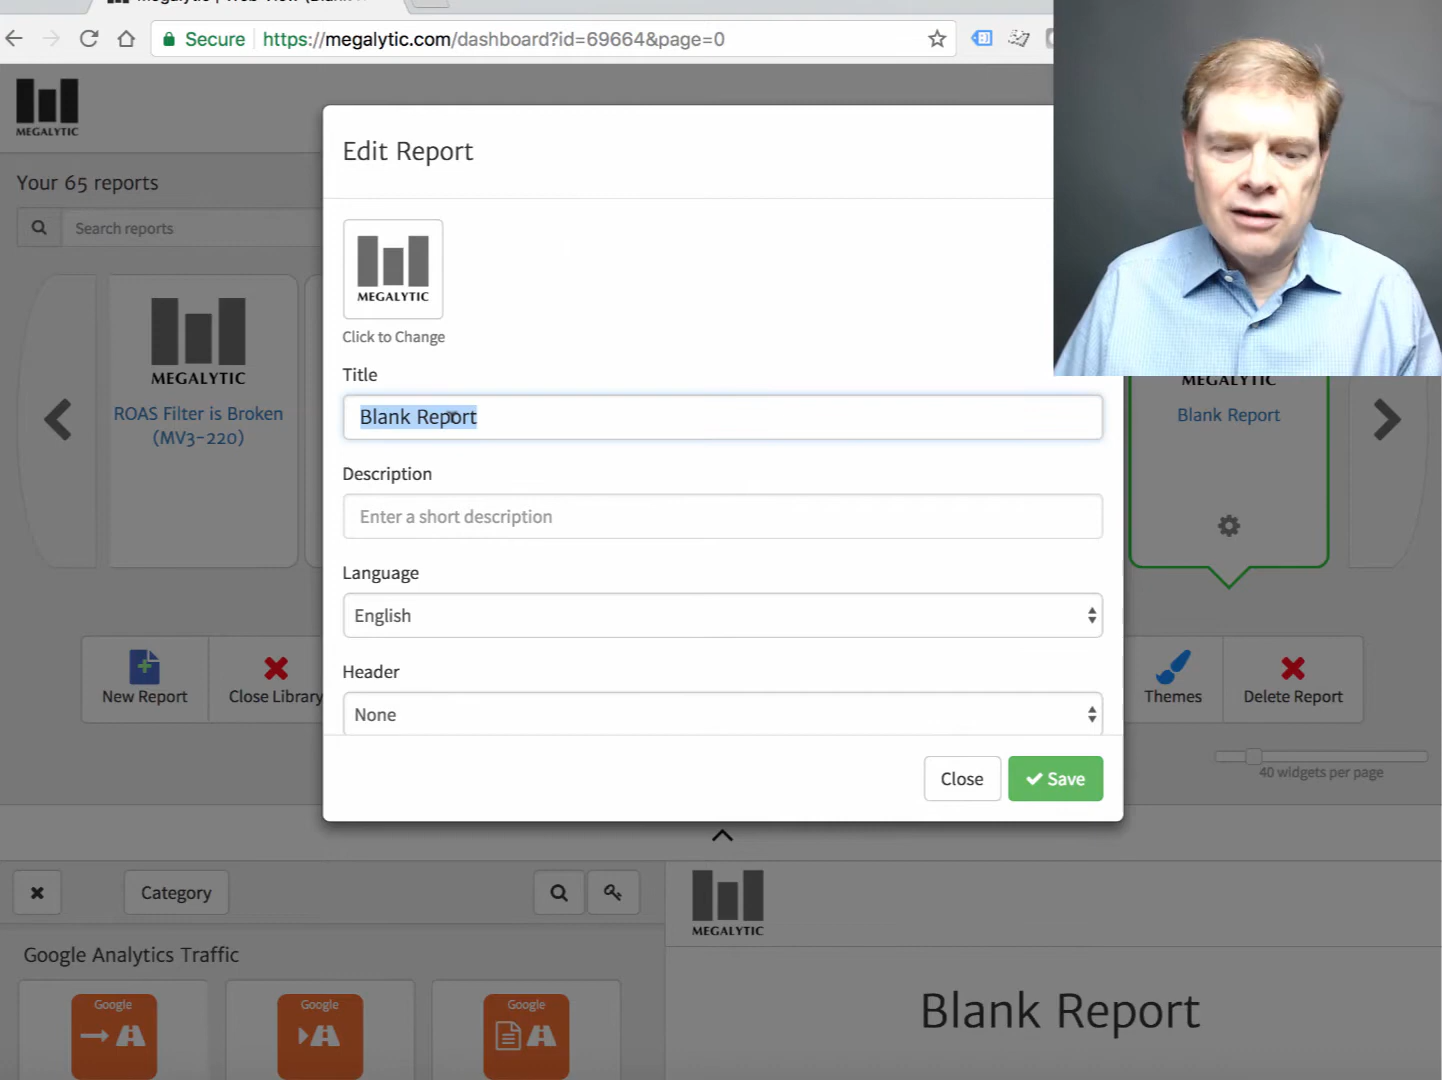 Secure https://megalytic.com/dashboard?id=69664&page=0
MEGALYTIC
Your 65 reports
Search reports
MEGALYTIC
ROAS Filter is Broken
(MV3-220)
Edit Report
MEGALYTIC
Click to Change
Title
Blank Report
Description
Enter a short description
Language
English
Header
None
Close
Save
MEGALYTIC
Blank Report
New Report
Close Library
Themes
Delete Report
40 widgets per page
Category
Google Analytics Traffic
Google
Google
Google
MEGALYTIC
Blank Report